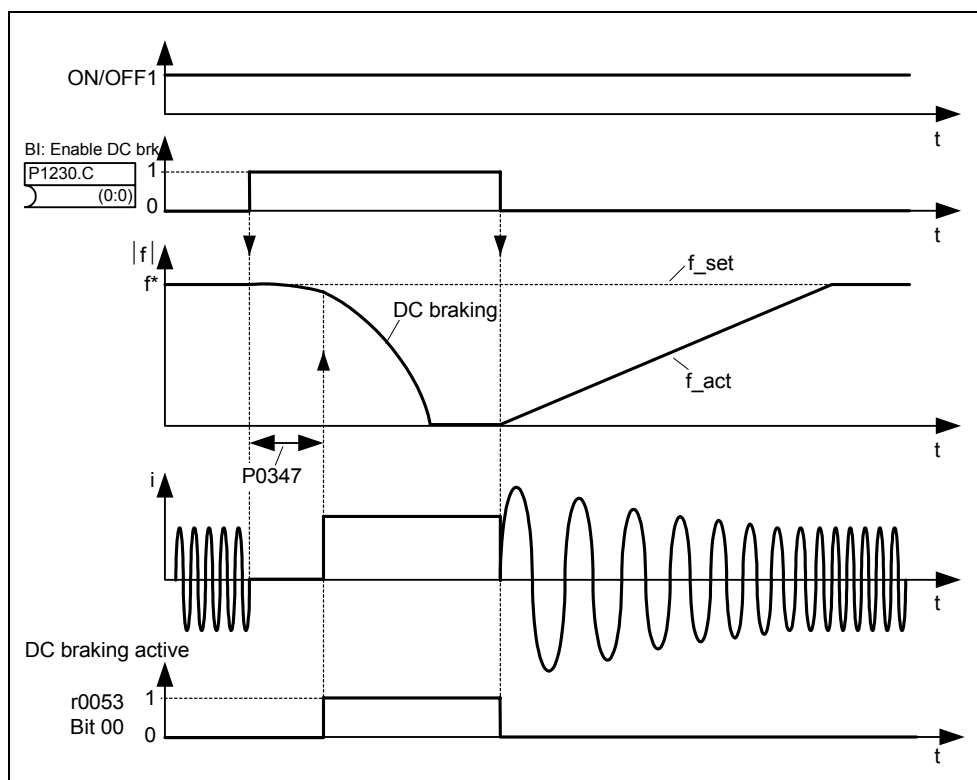 ON/OFF1
t
BI: Enable DC brk
P1230.C
(0:0)
1
0
t
|f|
f*
f_set
DC braking
f_act
t
P0347
i
t
DC braking active
r0053
Bit 00
1
0
t